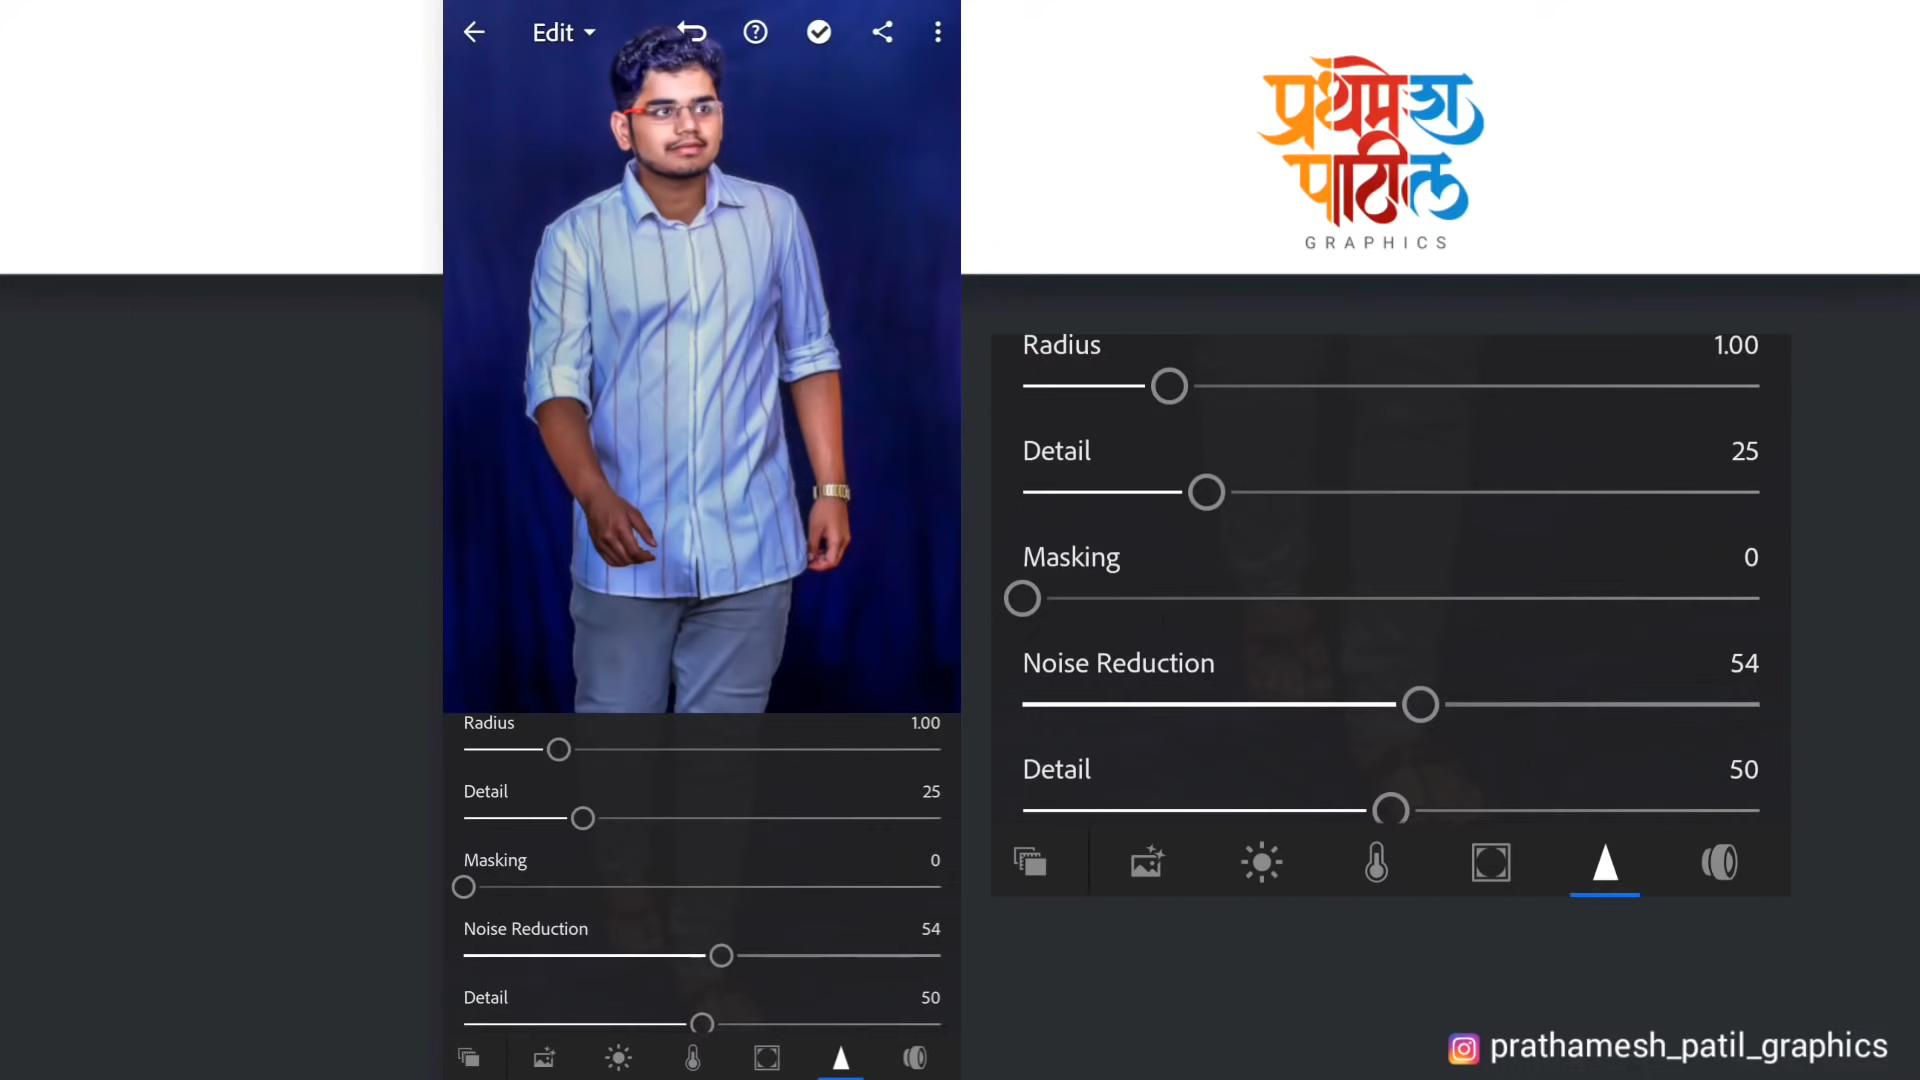 Edit
Radius 1.00
Detail 25
Masking 0
Noise Reduction 54
Detail 50
प्रथमेश
पाटील
GRAPHICS
Radius 1.00
Detail 25
Masking 0
Noise Reduction 54
Detail 50
prathamesh_patil_graphics